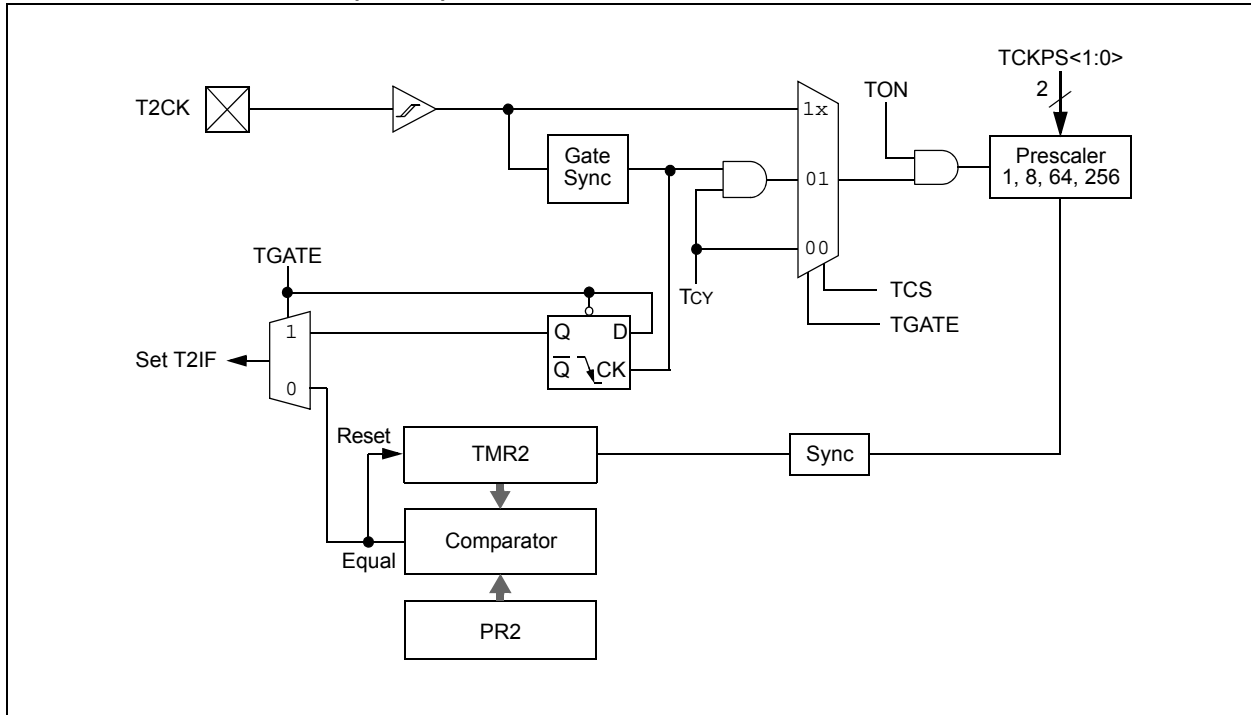 TCKPS<1:0>
2
T2CK
TON
1x
Gate
Sync
01
Prescaler
1, 8, 64, 256
00
TGATE
TCY
TCS
TGATE
1
Q D
Set T2IF
Q CK
0
Reset
TMR2
Sync
Equal
Comparator
PR2